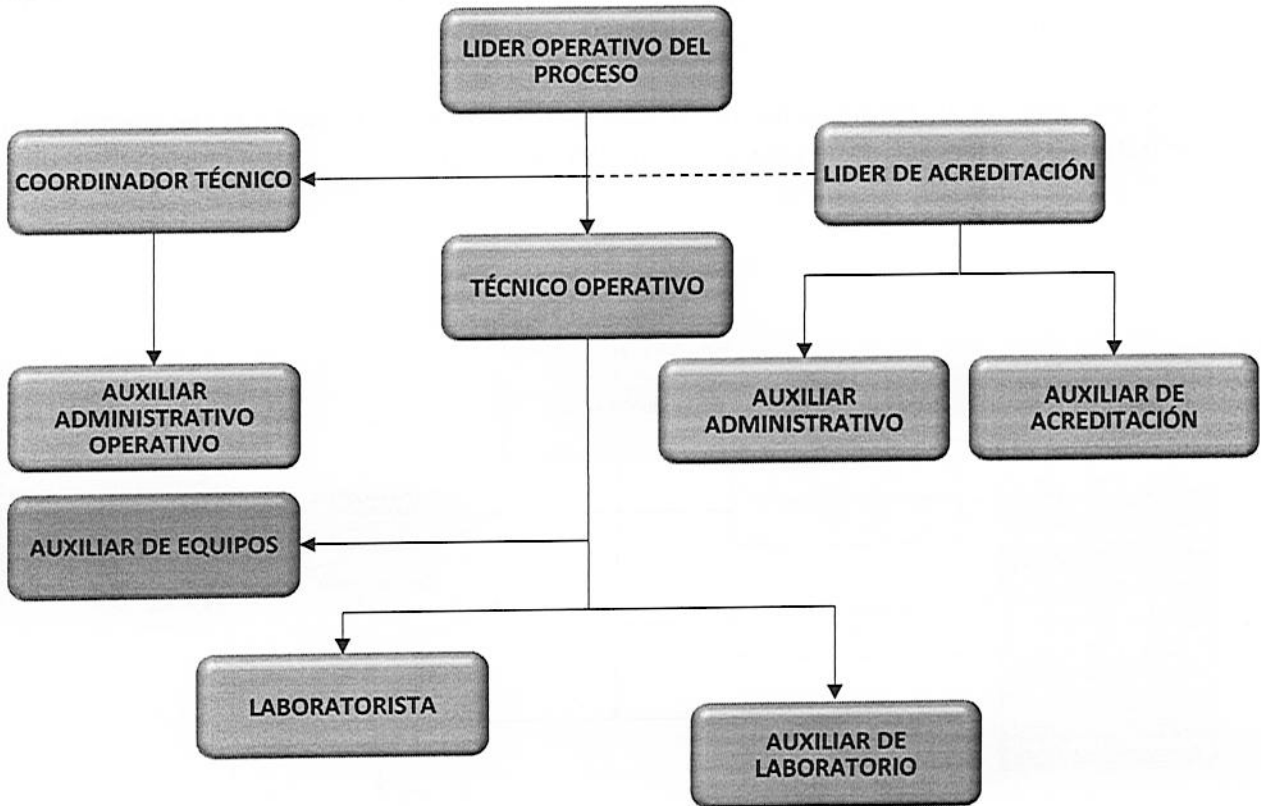 LIDER OPERATIVO DEL
PROCESO
COORDINADOR TÉCNICO
LIDER DE ACREDITACIÓN
TÉCNICO OPERATIVO
AUXILIAR
ADMINISTRATIVO
OPERATIVO
AUXILIAR
ADMINISTRATIVO
AUXILIAR DE
ACREDITACIÓN
AUXILIAR DE EQUIPOS
LABORATORISTA
AUXILIAR DE
LABORATORIO